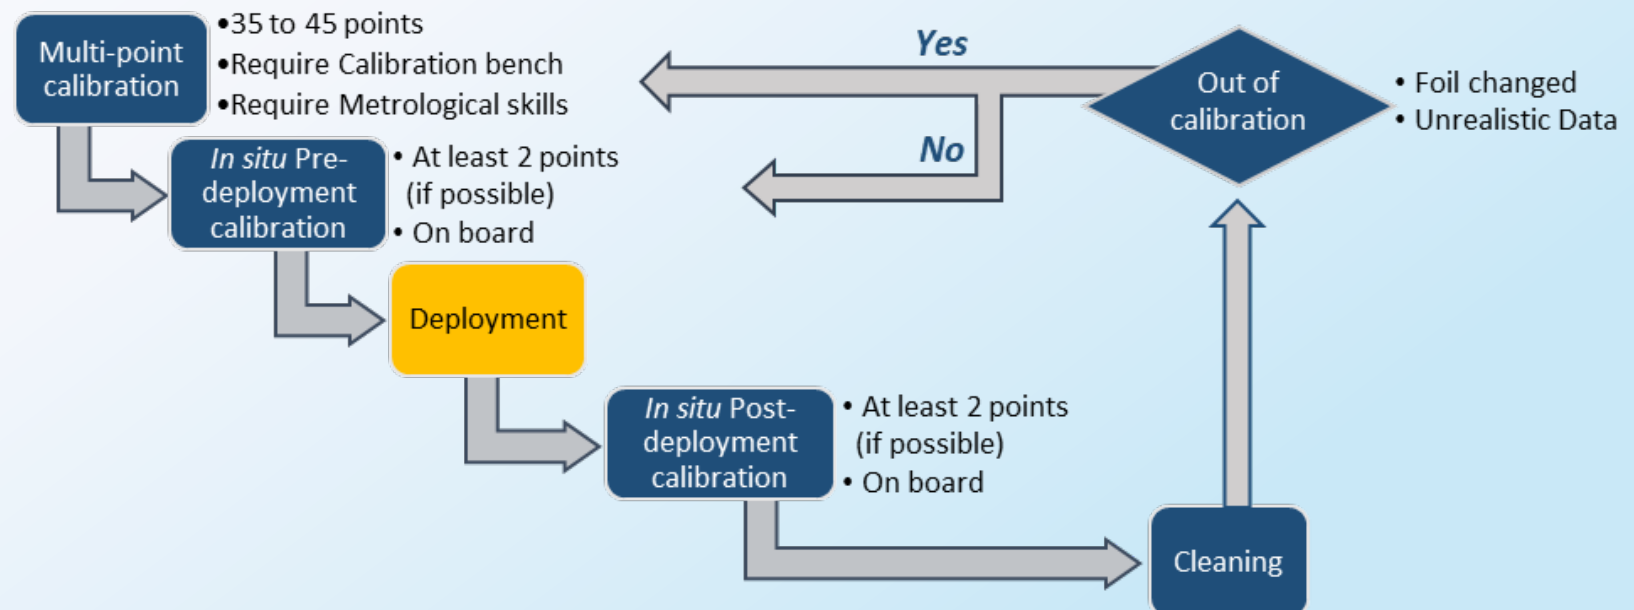 Multi-point
calibration
•35 to 45 points
•Require Calibration bench
•Require Metrological skills
Yes
Out of
calibration
• Foil changed
• Unrealistic Data
In situ Pre-
deployment
calibration
• At least 2 points
(if possible)
• On board
No
Deployment
In situ Post-
deployment
calibration
• At least 2 points
(if possible)
• On board
Cleaning